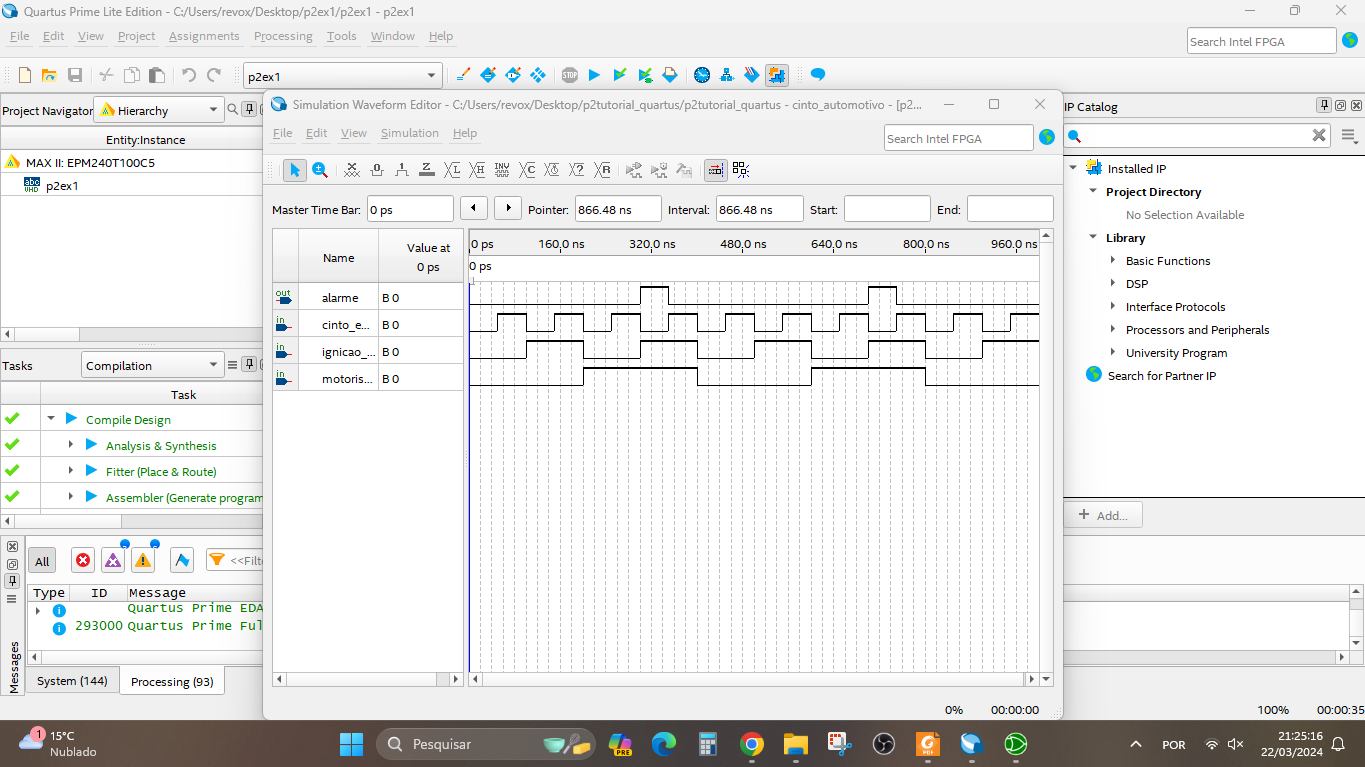 Quartus Prime Lite Edition - C:/Users/revox/Desktop/p2ex1/p2ex1 - p2ex1
File Edit View Project Assignments Processing Tools Window Help
Search Intel FPGA
p2ex1
STOP
Project Navigator Hierarchy
Entity:Instance
MAX II: EPM240T100C5
abc VHD p2ex1
Tasks Compilation
Task
Compile Design
Analysis & Synthesis
Fitter (Place & Route)
Assembler (Generate program
Simulation Waveform Editor - C:/Users/revox/Desktop/p2tutorial_quartus/p2tutorial_quartus - cinto_automotivo - [p2...
File Edit View Simulation Help
Search Intel FPGA
Master Time Bar: 0 ps Pointer: 866.48 ns Interval: 866.48 ns Start: End:
Name Value at 0 ps
0 ps 160.0 ns 320.0 ns 480.0 ns 640.0 ns 800.0 ns 960.0 ns
0 ps
out alarme B 0
in cinto_e... B 0
in ignicao_... B 0
in motoris... B 0
0% 00:00:00
IP Catalog
Installed IP
Project Directory
No Selection Available
Library
Basic Functions
DSP
Interface Protocols
Processors and Peripherals
University Program
Search for Partner IP
+ Add...
Messages
All <<Filte
Type ID Message
Quartus Prime EDA
293000 Quartus Prime Ful
System (144) Processing (93)
100% 00:00:35
1
15°C
Nublado
Pesquisar
PRE
PDF
POR
21:25:16
22/03/2024